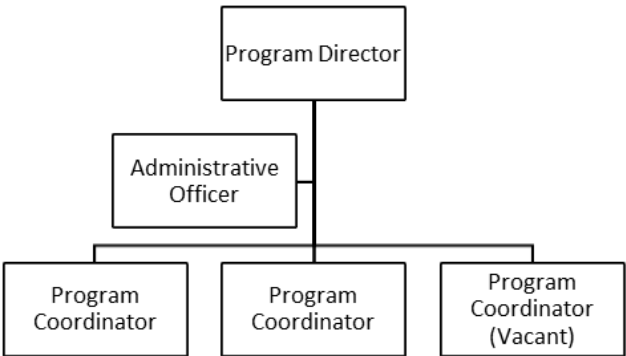 Program Director
Administrative
Officer
Program
Coordinator
Program
Coordinator
Program
Coordinator
(Vacant)